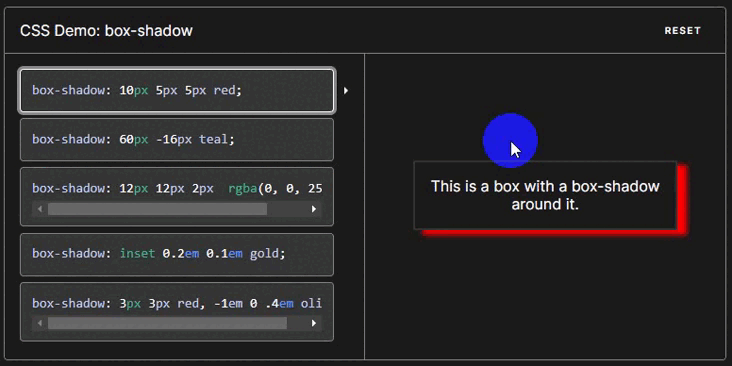 CSS Demo: box-shadow
RESET
box-shadow: 10px 5px 5px red;
box-shadow: 60px -16px teal;
box-shadow: 12px 12px 2px  rgba(0, 0, 25
box-shadow: inset 0.2em 0.1em gold;
box-shadow: 3px 3px red, -1em 0 .4em oli
This is a box with a box-shadow
around it.